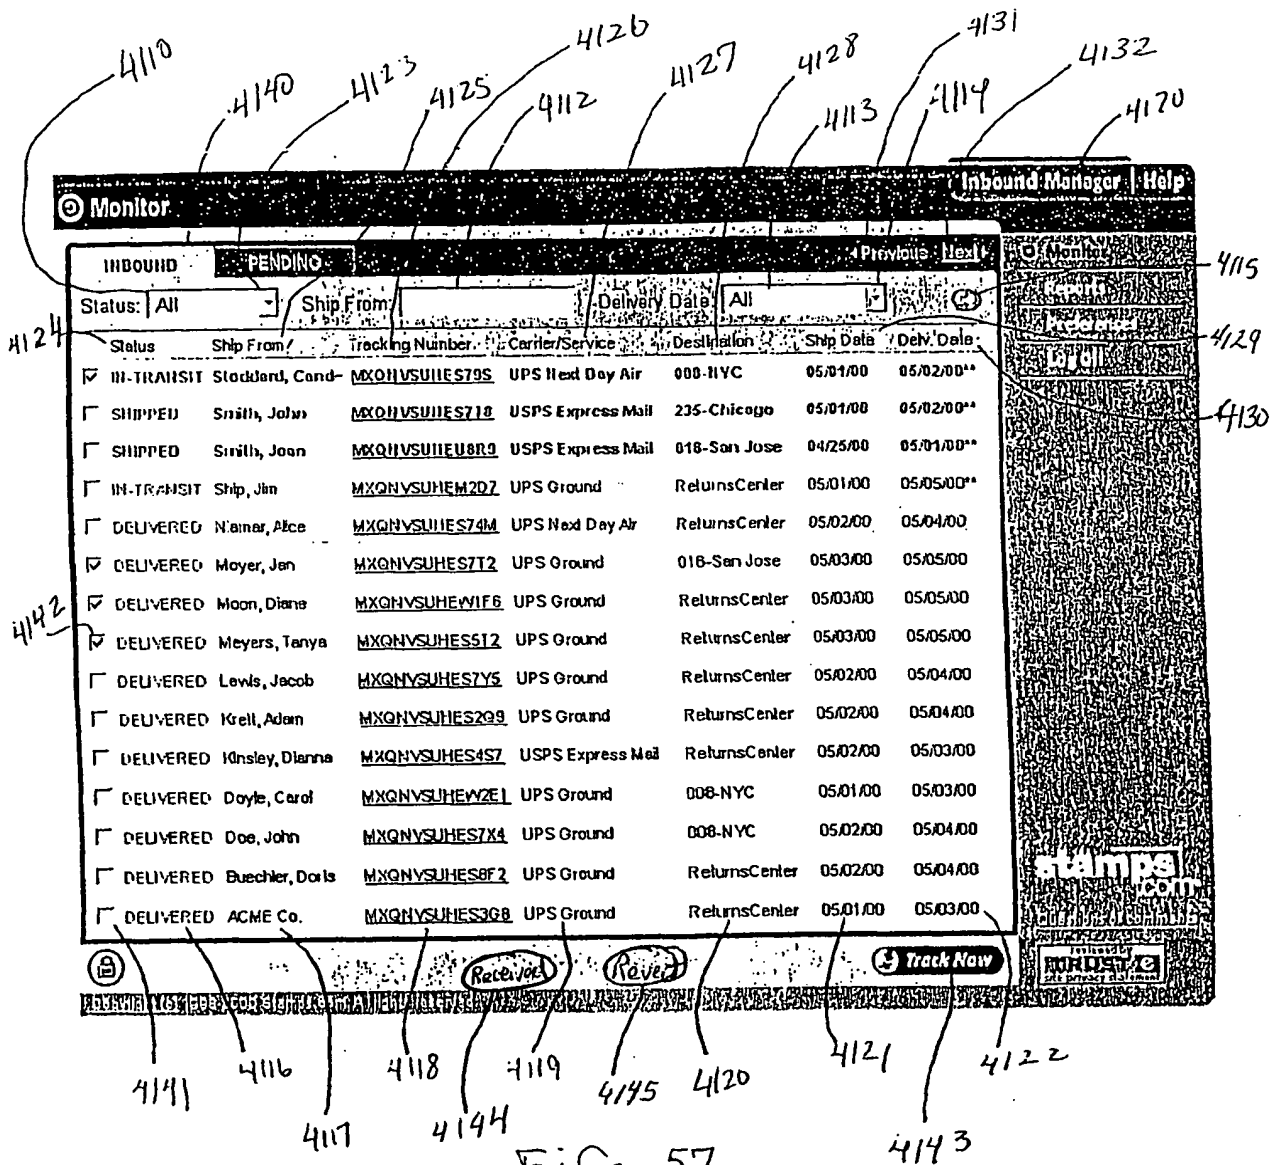 4110
4140
4123
4125
4126
4112
4127
4128
4113
4131
4114
4132
4170
Inbound Manager | Help
Monitor
INBOUND PENDING Previous Next
Monitor
4115
Status: All Ship From: Delivery Date: All
4124
Status Ship From Tracking Number Carrier/Service Destination Ship Date Delv. Date
4129
IN-TRANSIT Stoddard, Cand- UPS Next Day Air 05/01/00 05/02/00**
SHIPPED Smith, John USPS Express Mail 235-Chicago 05/01/00 05/02/00**
4130
SHIPPED Smith, Joan USPS Express Mail 018-San Jose 04/25/00 05/01/00**
IN-TRANSIT Ship, Jim MXQNVSUHEM2D7 UPS Ground ReturnsCenter 05/01/00 05/05/00**
DELIVERED MXQNVSUHES74M UPS Next Day Air ReturnsCenter 05/02/00 05/04/00
DELIVERED Moyer, Jan MXQNVSUHES7T2 UPS Ground 018-San Jose 05/03/00 05/05/00
DELIVERED Moon, Diane UPS Ground ReturnsCenter 05/03/00 05/05/00
4142
DELIVERED Meyers, Tanya MXQNVSUHES5T2 UPS Ground ReturnsCenter 05/03/00 05/05/00
DELIVERED Lewis, Jacob MXQNVSUHES7Y5 UPS Ground ReturnsCenter 05/02/00 05/04/00
DELIVERED Krell, Adam MXQNVSUHES2Q9 UPS Ground ReturnsCenter 05/02/00 05/04/00
DELIVERED Kinsley, Dianna MXQNVSUHES4S7 USPS Express Mail ReturnsCenter 05/02/00 05/03/00
DELIVERED Doyle, Carol MXQNVSUHEW2E1 UPS Ground 008-NYC 05/01/00 05/03/00
DELIVERED Doe, John MXQNVSUHES7X4 UPS Ground 008-NYC 05/02/00 05/04/00
DELIVERED Buechler, Doris MXQNVSUHES8F2 UPS Ground ReturnsCenter 05/02/00 05/04/00
stamps.com
DELIVERED ACME Co. MXQNVSUHES3G8 UPS Ground ReturnsCenter 05/01/00 05/03/00
Track Now
TRUSTe
4141
4116
4117
4118
4144
4119
4145
4120
4121
4143
4122
FiG. 57